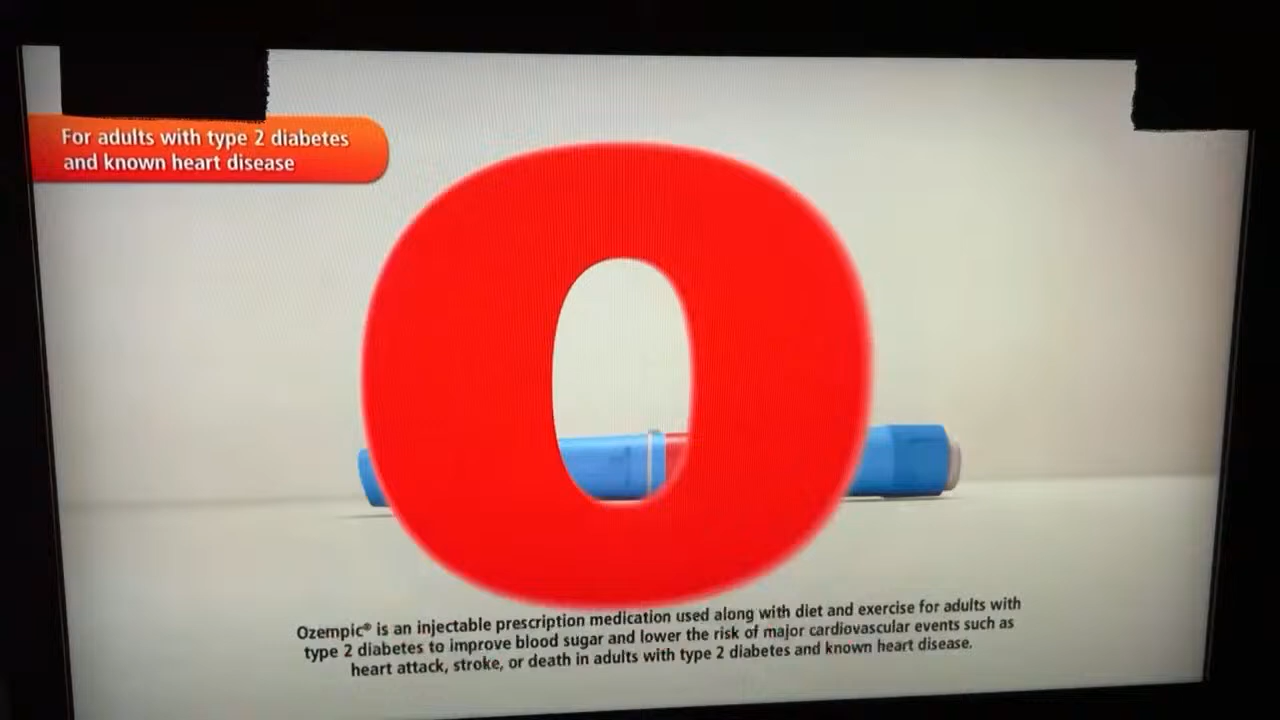 For adults with type 2 diabetes
and known heart disease
O
Ozempic® is an injectable prescription medication used along with diet and exercise for adults with
type 2 diabetes to improve blood sugar and lower the risk of major cardiovascular events such as
heart attack, stroke, or death in adults with type 2 diabetes and known heart disease.